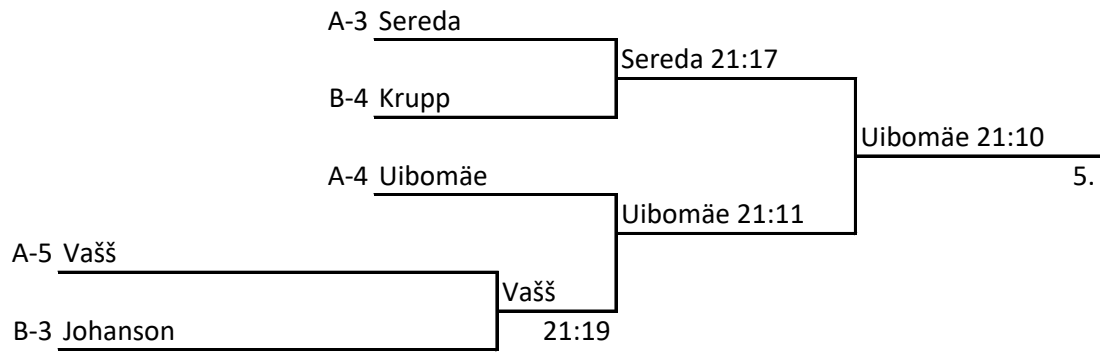 A-3 Sereda
Sereda 21:17
B-4 Krupp
Uibomäe 21:10
A-4 Uibomäe
5.
Uibomäe 21:11
A-5 Vašš
Vašš
B-3 Johanson
21:19